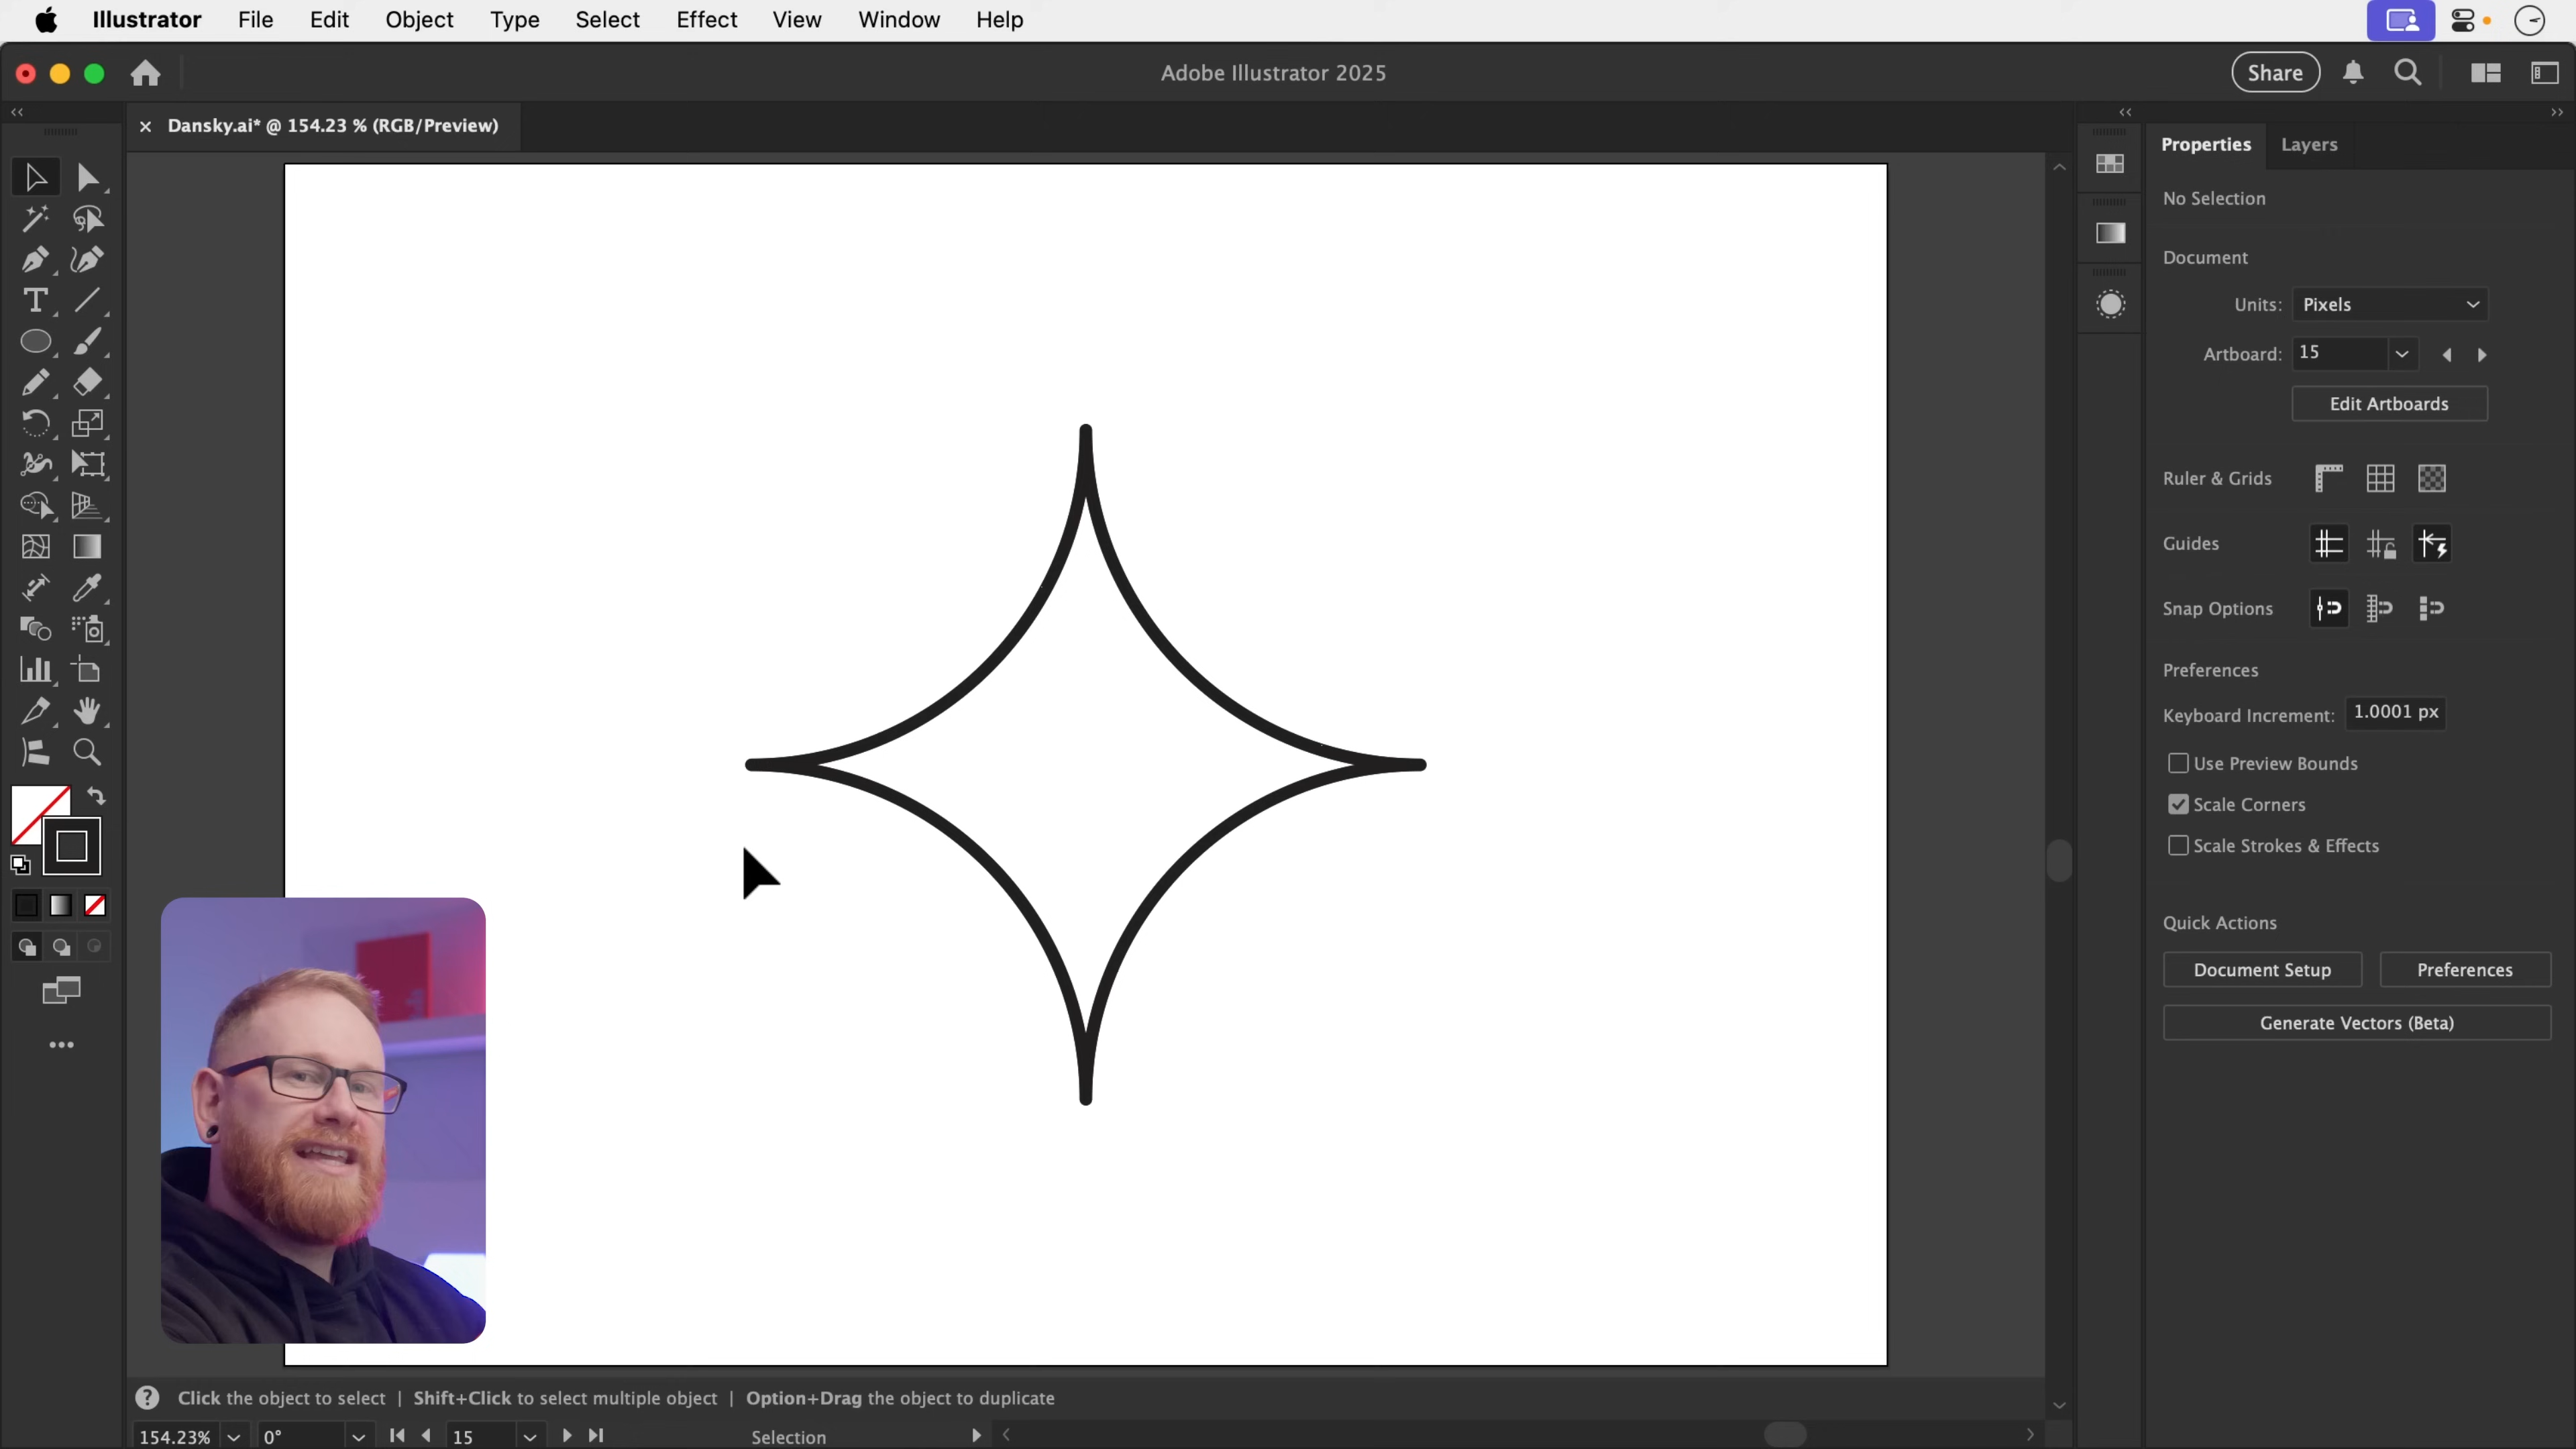 Illustrator File Edit Object Type Select Effect View Window Help
Adobe Illustrator 2025
Share
Dansky.ai* @ 154.23 % (RGB/Preview)
Properties Layers
No Selection
Document
Units: Pixels
Artboard: 15
Edit Artboards
Ruler & Grids
Guides
Snap Options
Preferences
Keyboard Increment: 1.0001 px
Use Preview Bounds
Scale Corners
Scale Strokes & Effects
Quick Actions
Document Setup Preferences
Generate Vectors (Beta)
Click the object to select | Shift+Click to select multiple object | Option+Drag the object to duplicate
154.23% 0° 15 Selection